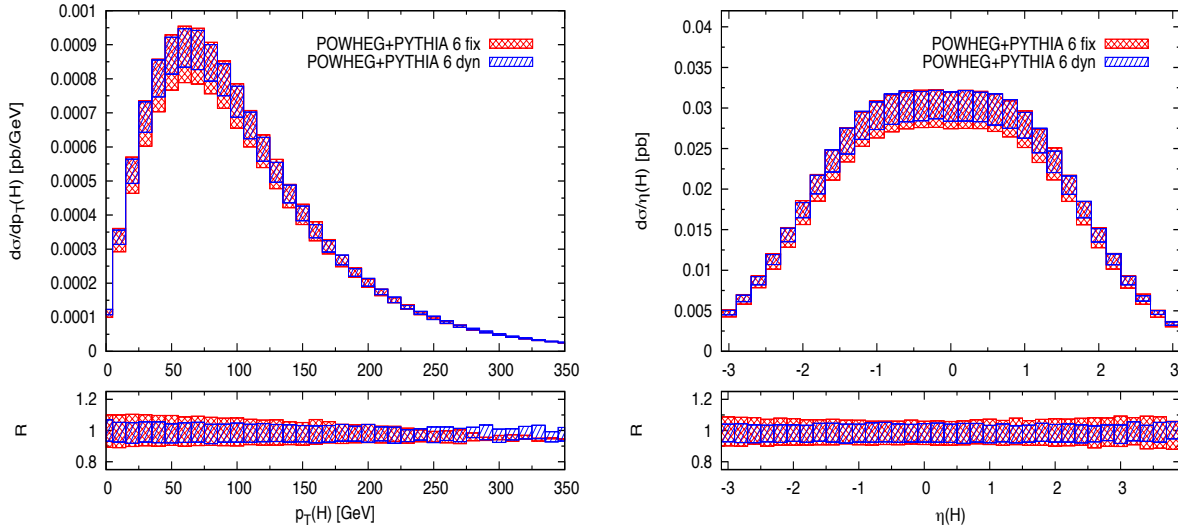 dσ/dp_T(H) [pb/GeV]
0.001
0.0009
0.0008
0.0007
0.0006
0.0005
0.0004
0.0003
0.0002
0.0001
0
POWHEG+PYTHIA 6 fix
POWHEG+PYTHIA 6 dyn
0 50 100 150 200 250 300 350
R
1.2
1
0.8
0 50 100 150 200 250 300 350
p_T(H) [GeV]
dσ/η(H) [pb]
0.04
0.035
0.03
0.025
0.02
0.015
0.01
0.005
0
POWHEG+PYTHIA 6 fix
POWHEG+PYTHIA 6 dyn
-3 -2 -1 0 1 2 3
R
1.2
1
0.8
-3 -2 -1 0 1 2 3
η(H)